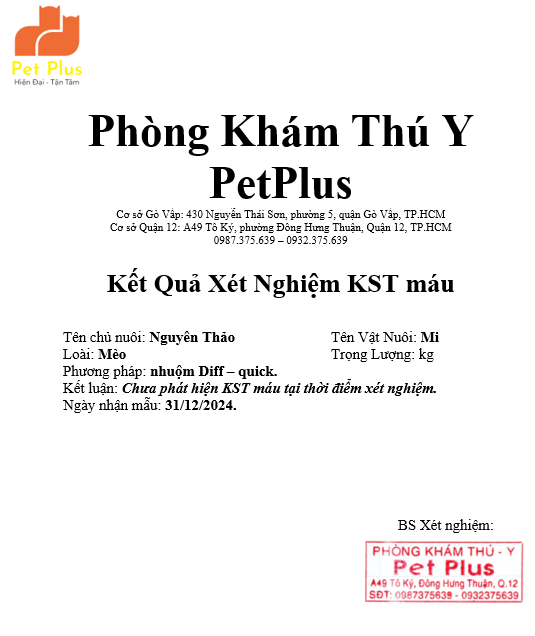 Pet Plus
Hiện Đại - Tận Tâm
Phòng Khám Thú Y
PetPlus
Cơ sở Gò Vấp: 430 Nguyễn Thái Sơn, phường 5, quận Gò Vấp, TP.HCM
Cơ sở Quận 12: A49 Tô Ký, phường Đông Hưng Thuận, Quận 12, TP.HCM
0987.375.639 – 0932.375.639
Kết Quả Xét Nghiệm KST máu
Tên chủ nuôi: Nguyên Thảo Tên Vật Nuôi: Mi
Loài: Mèo Trọng Lượng: kg
Phương pháp: nhuộm Diff – quick.
Kết luận: Chưa phát hiện KST máu tại thời điểm xét nghiệm.
Ngày nhận mẫu: 31/12/2024.
BS Xét nghiệm:
PHÒNG KHÁM THÚ - Y
Pet Plus
A49 Tô Ký, Đông Hưng Thuận, Q.12
SĐT: 0987375639 - 0932375639